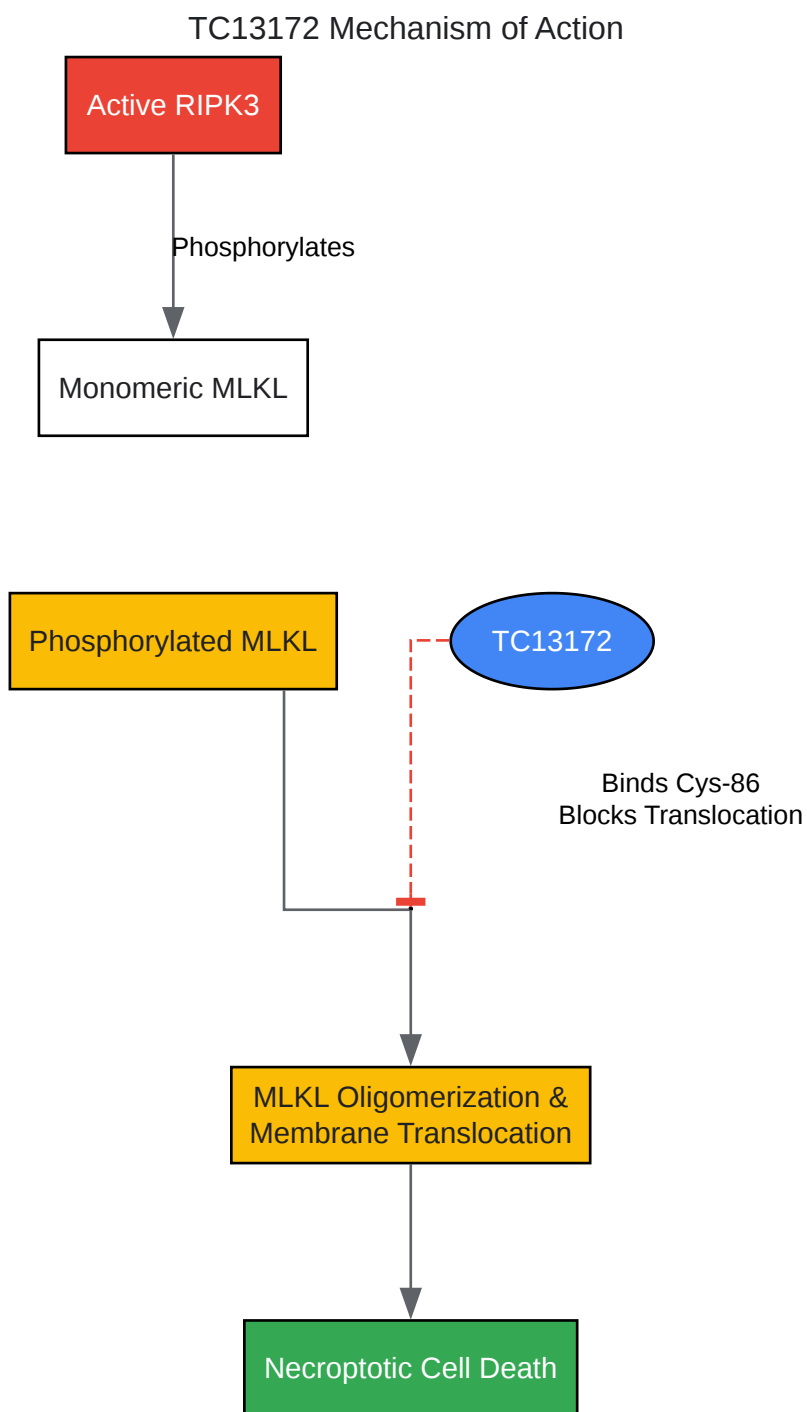 TC13172 Mechanism of Action
Active RIPK3
Phosphorylates
Monomeric MLKL
Phosphorylated MLKL
TC13172
Binds Cys-86
Blocks Translocation
MLKL Oligomerization &
Membrane Translocation
Necroptotic Cell Death